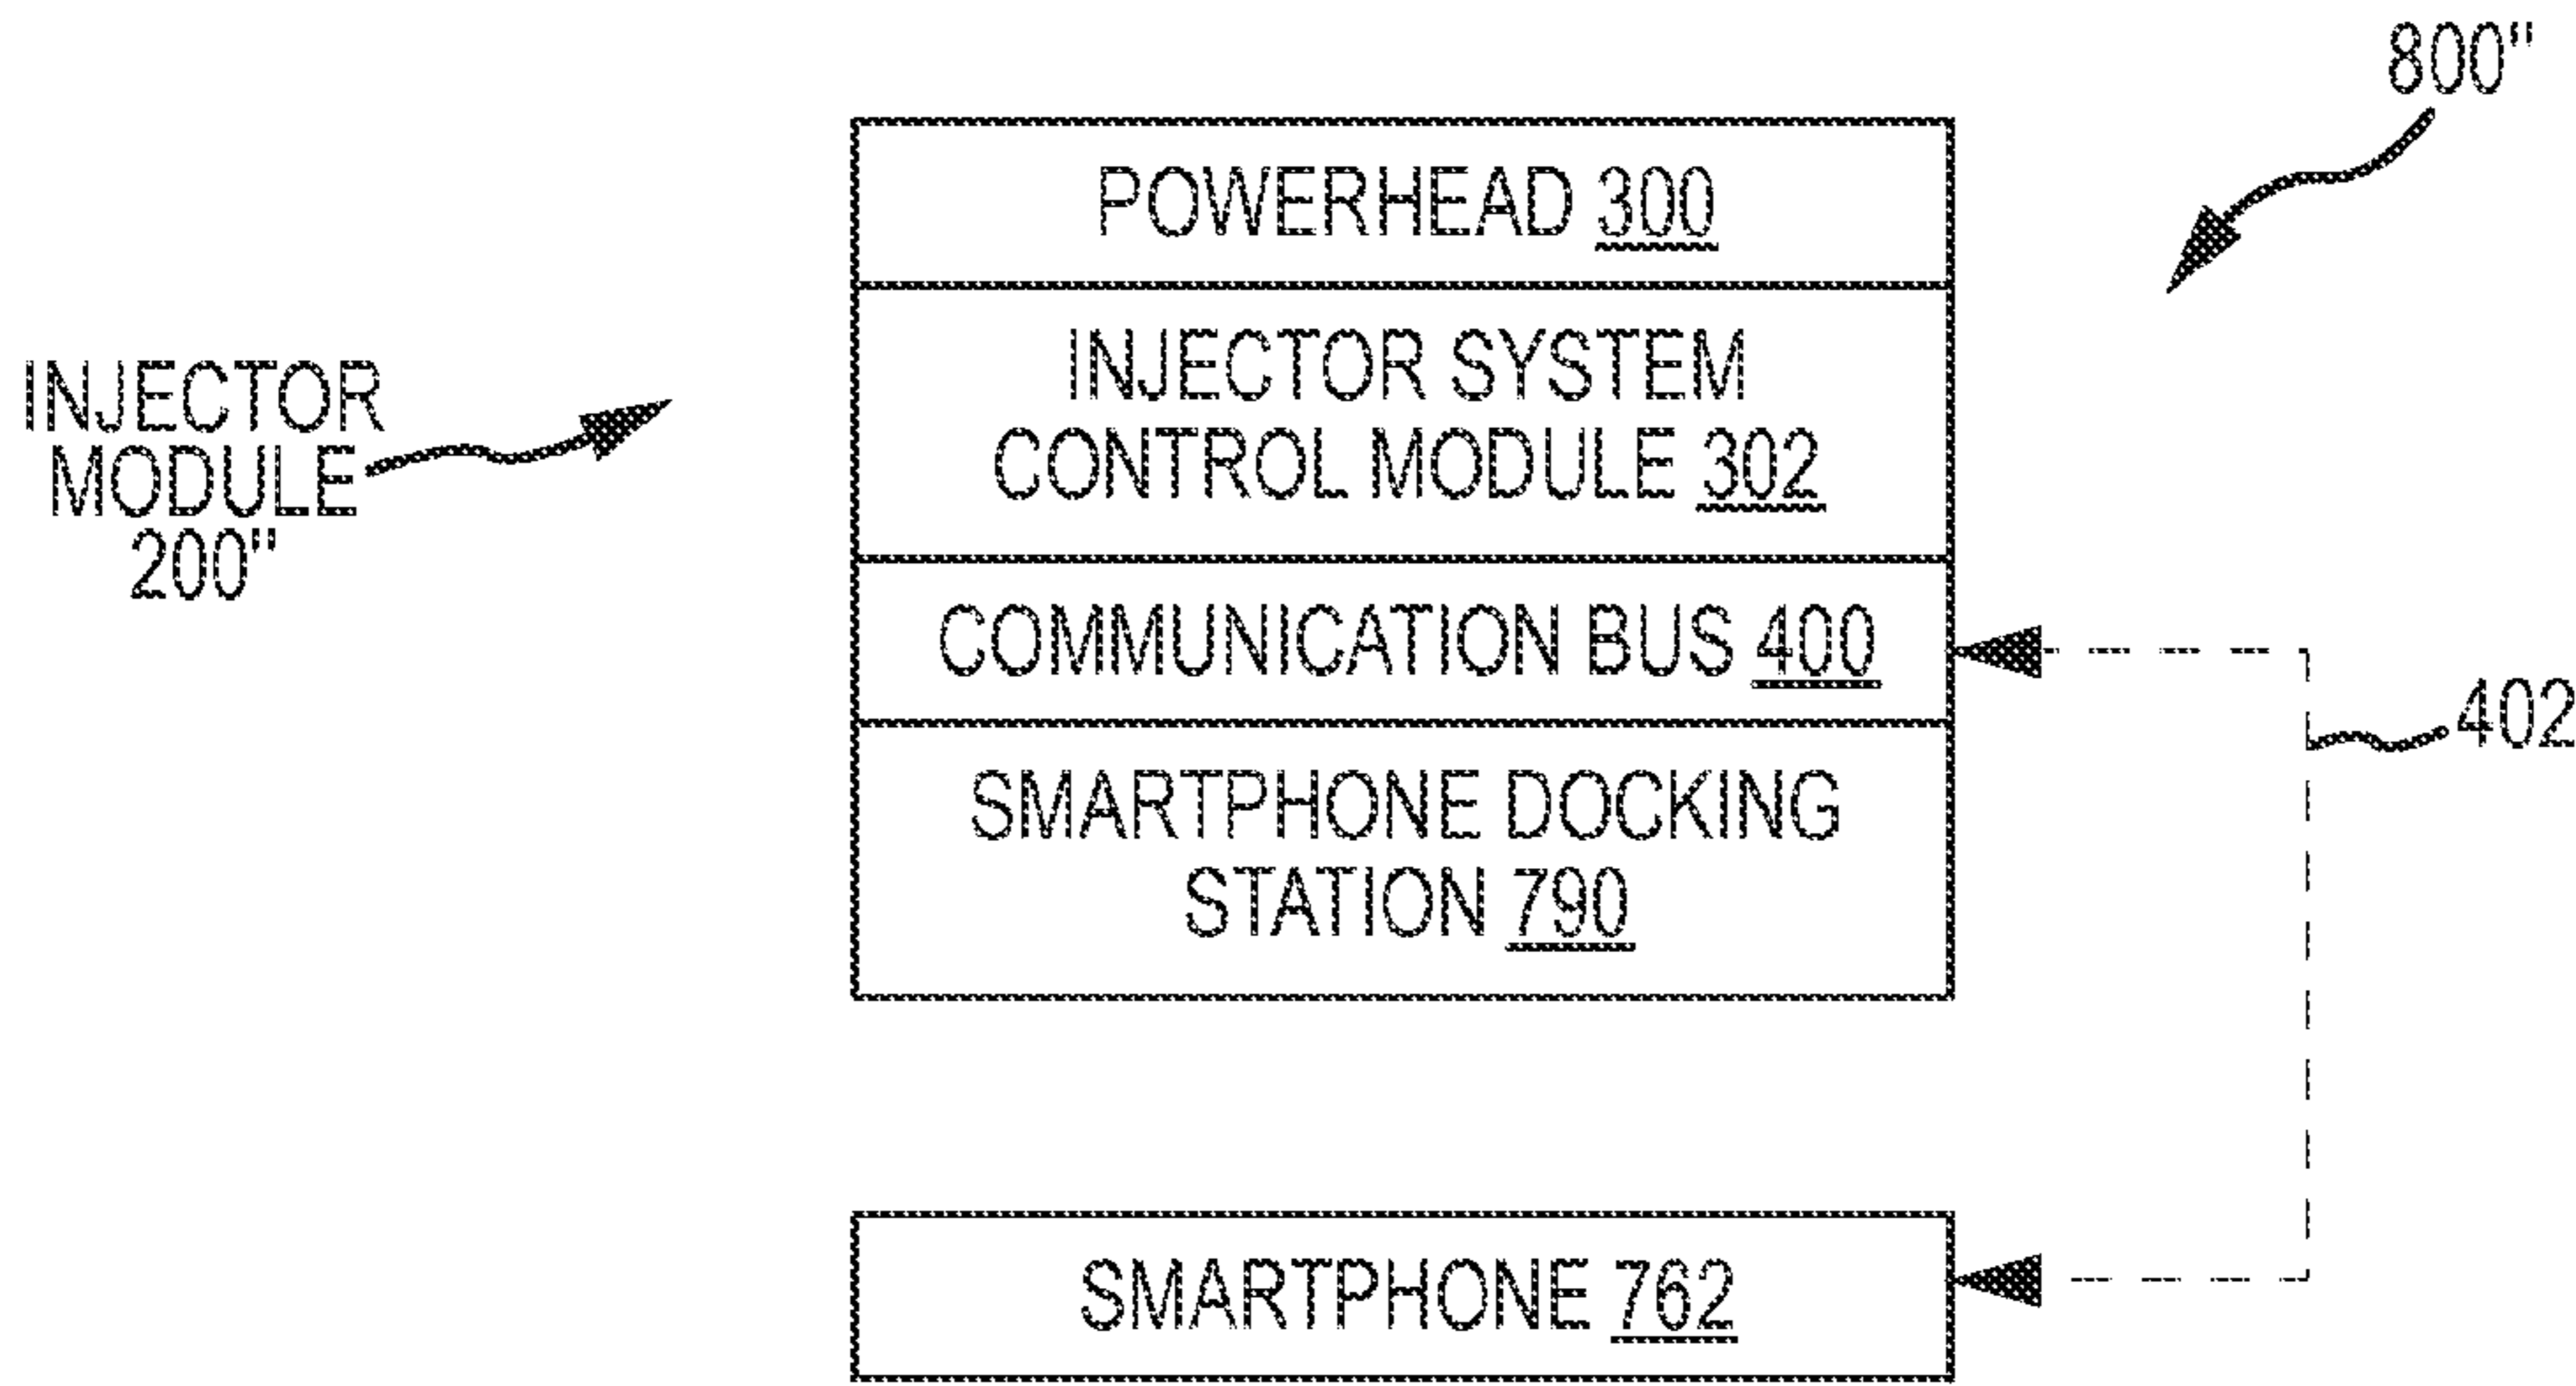 800"
POWERHEAD 300
INJECTOR SYSTEM
CONTROL MODULE 302
INJECTOR
MODULE
200"
COMMUNICATION BUS 400
402
SMARTPHONE DOCKING
STATION 790
SMARTPHONE 762